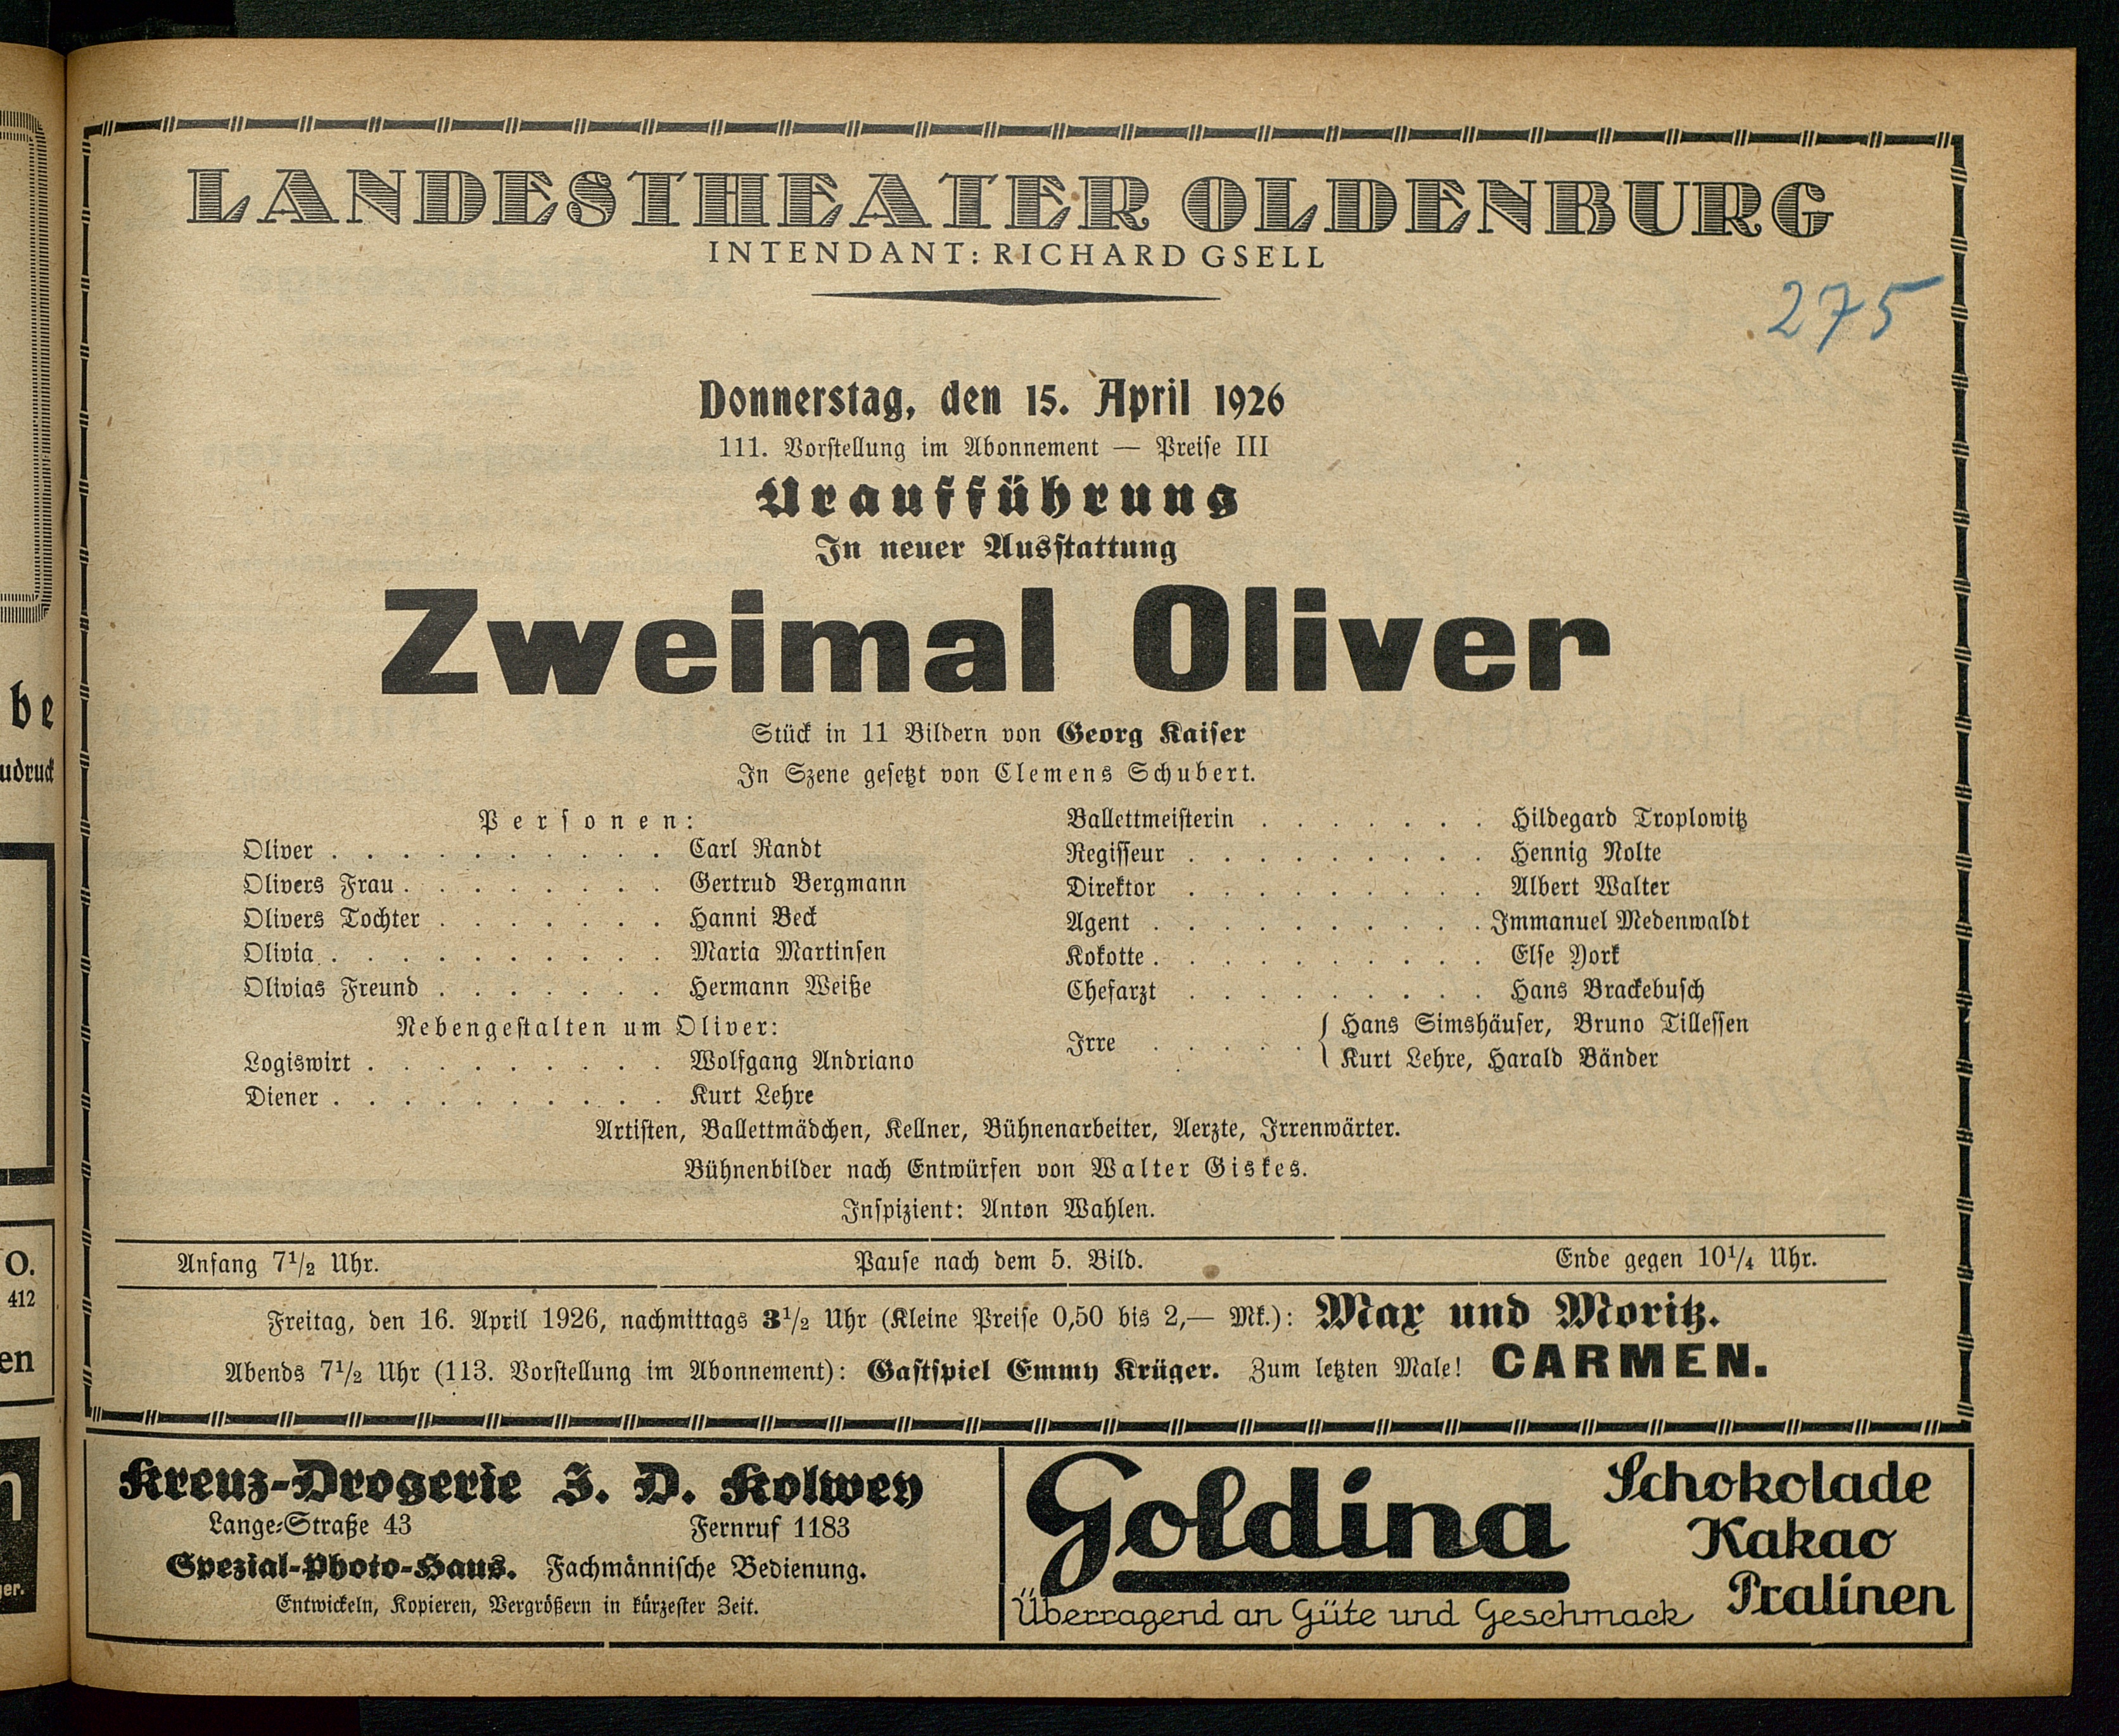 LANDESTHEATER OLDENBURG
INTENDANT: RICHARD GSELL
275
Donnerstag, den 15. April 1926
111. Vorstellung im Abonnement — Preise III
Uraufführung
In neuer Ausstattung
Zweimal Oliver
Stück in 11 Bildern von Georg Kaiser
In Szene gesetzt von Clemens Schubert.
Personen:
Oliver . . . . . . . . . . Carl Randt
Olivers Frau . . . . . . . . Gertrud Bergmann
Olivers Tochter . . . . . . . Hanni Beck
Olivia . . . . . . . . . . Maria Martinsen
Olivias Freund . . . . . . . Hermann Weiße
Nebengestalten um Oliver:
Logiswirt . . . . . . . . . Wolfgang Andriano
Diener . . . . . . . . . . Kurt Lehre
Ballettmeisterin . . . . . . . Hildegard Troplowitz
Regisseur . . . . . . . . . Hennig Nolte
Direktor . . . . . . . . . Albert Walter
Agent . . . . . . . . . . Immanuel Medenwaldt
Kokotte . . . . . . . . . . Else York
Chefarzt . . . . . . . . . Hans Brackebusch
Irre . . . . . { Hans Simshäuser, Bruno Tillessen
Kurt Lehre, Harald Bänder
Artisten, Ballettmädchen, Kellner, Bühnenarbeiter, Aerzte, Irrenwärter.
Bühnenbilder nach Entwürfen von Walter Giskes.
Inspizient: Anton Wahlen.
Anfang 7½ Uhr. Pause nach dem 5. Bild. Ende gegen 10¼ Uhr.
Freitag, den 16. April 1926, nachmittags 3½ Uhr (Kleine Preise 0,50 bis 2,— Mk.): Max und Moritz.
Abends 7½ Uhr (113. Vorstellung im Abonnement): Gastspiel Emmy Krüger. Zum letzten Male! CARMEN.
Kreuz-Drogerie J. D. Kolwey
Lange-Straße 43 Fernruf 1183
Spezial-Photo-Haus. Fachmännische Bedienung.
Entwickeln, Kopieren, Vergrößern in kürzester Zeit.
Goldina
Schokolade
Kakao
Pralinen
Überragend an Güte und Geschmack
be
udruck
O.
412
en
n
ger.